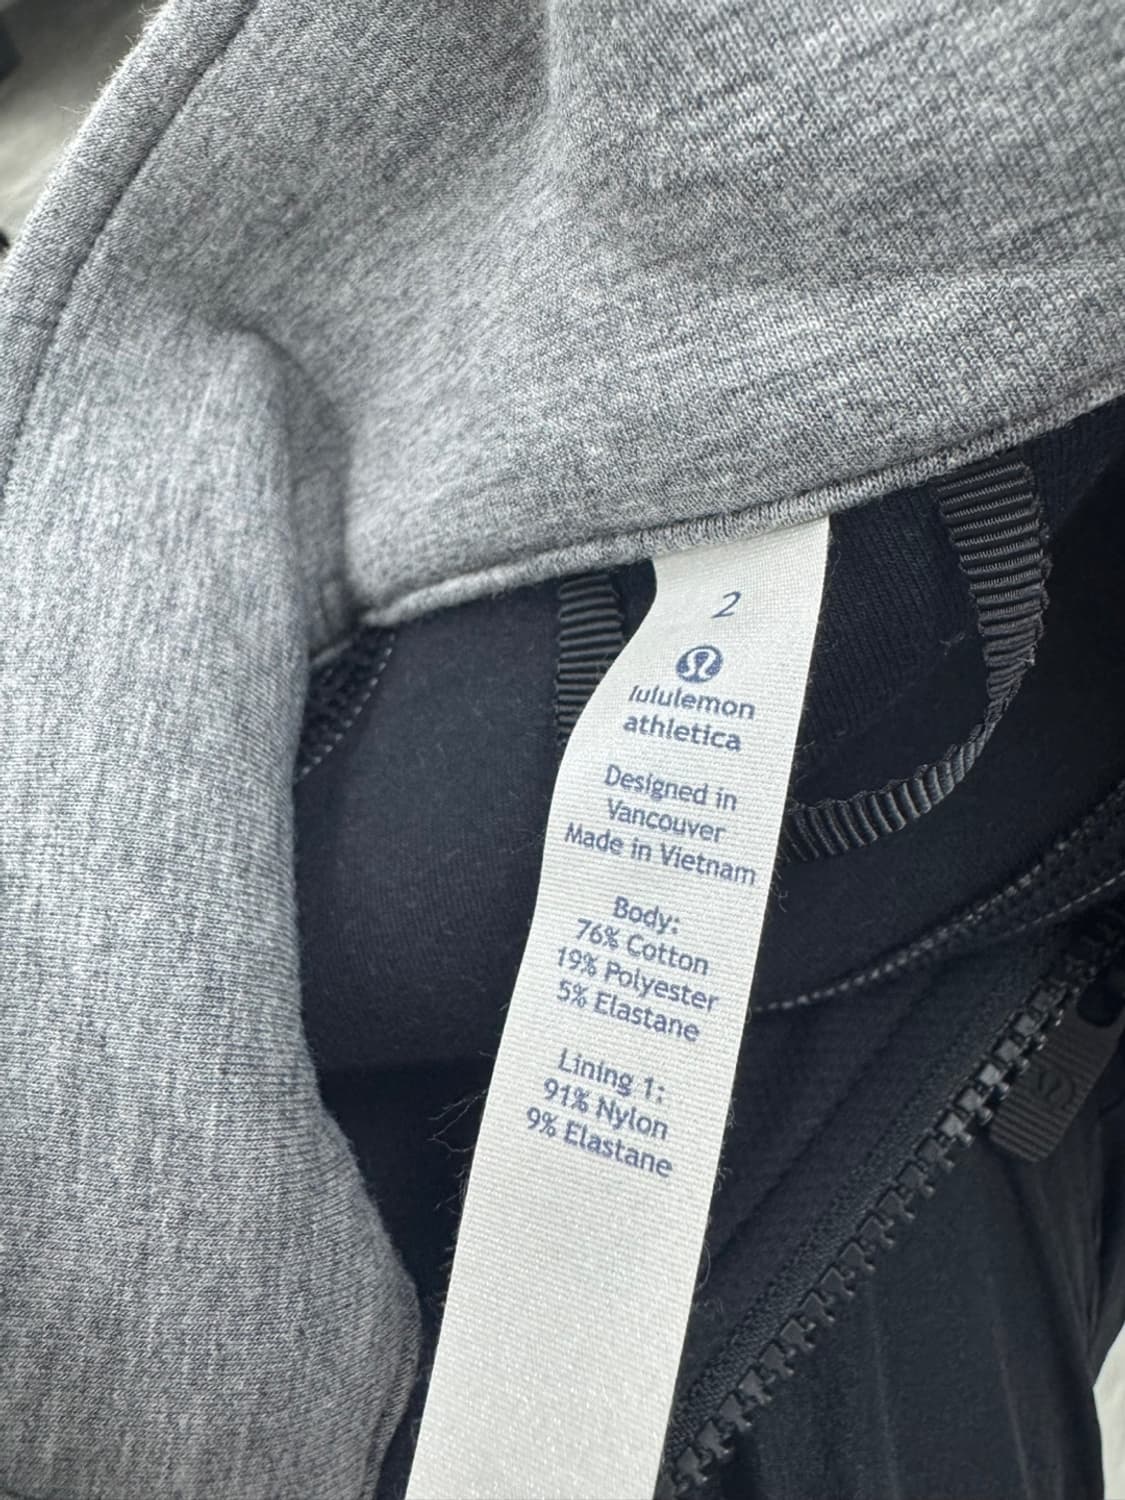 2
lululemon
athletica
Designed in
Vancouver
Made in Vietnam
Body:
76% Cotton
19% Polyester
5% Elastane
Lining 1:
91% Nylon
9% Elastane